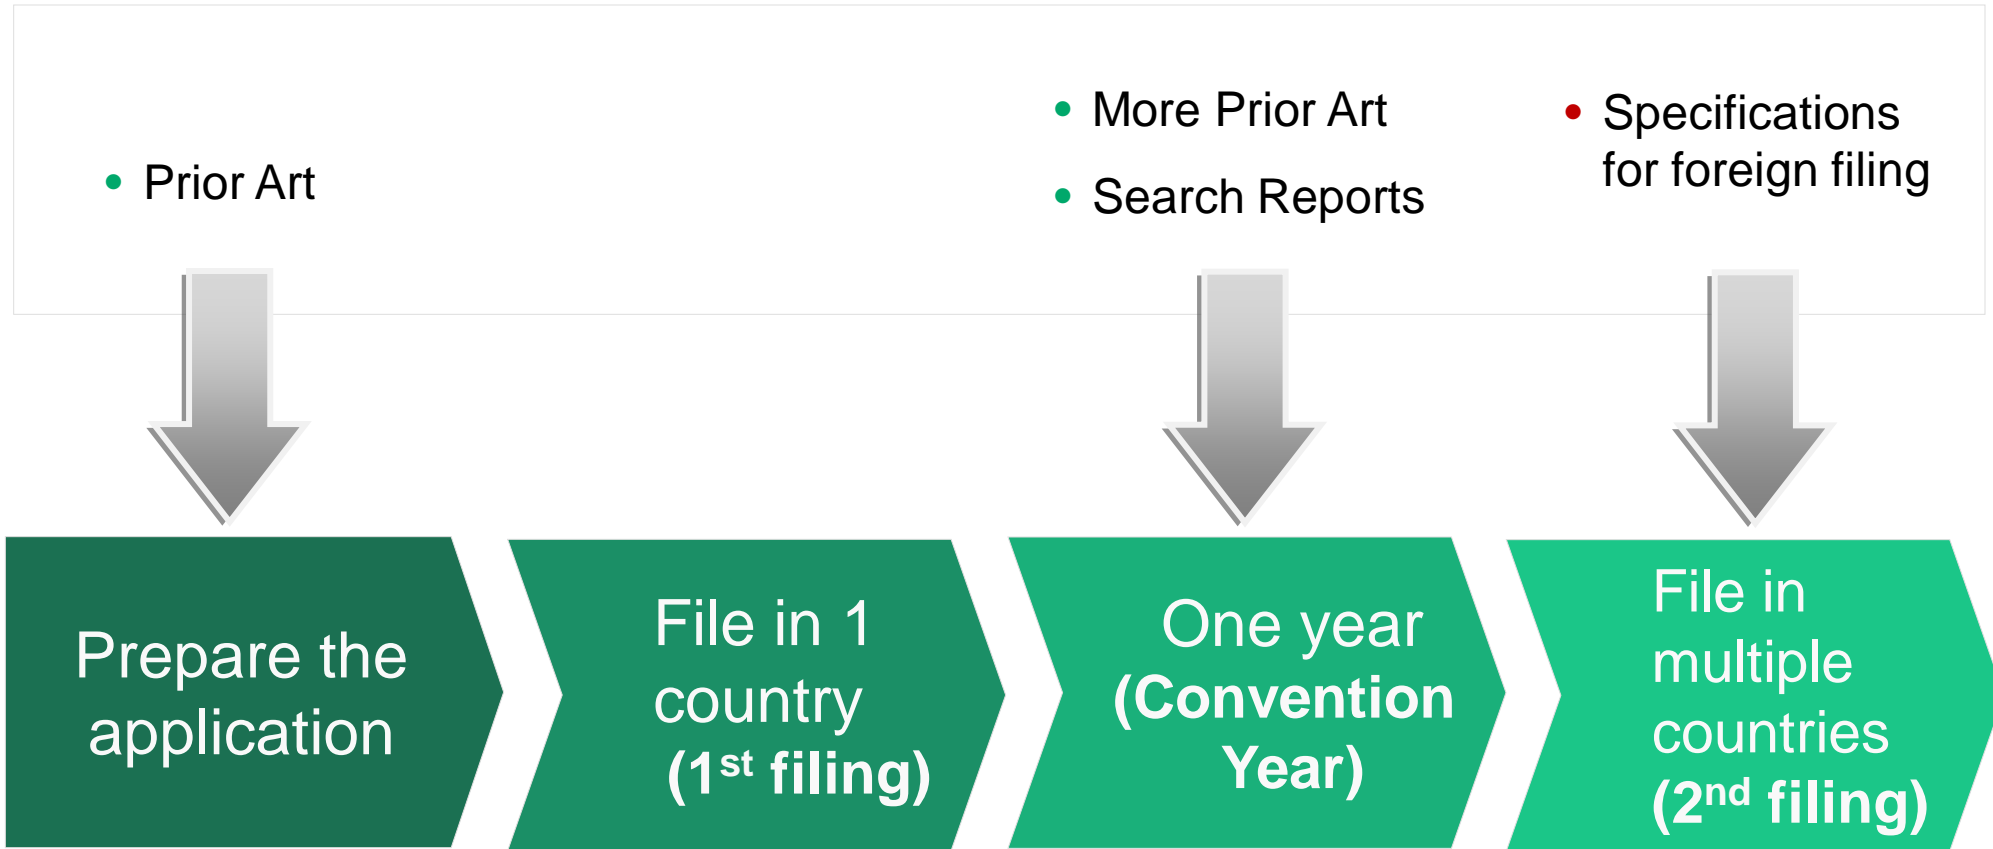 • Prior Art
• More Prior Art
• Search Reports
• Specifications
for foreign filing
Prepare the
application
File in 1
country
(1st filing)
One year
(Convention
Year)
File in
multiple
countries
(2nd filing)